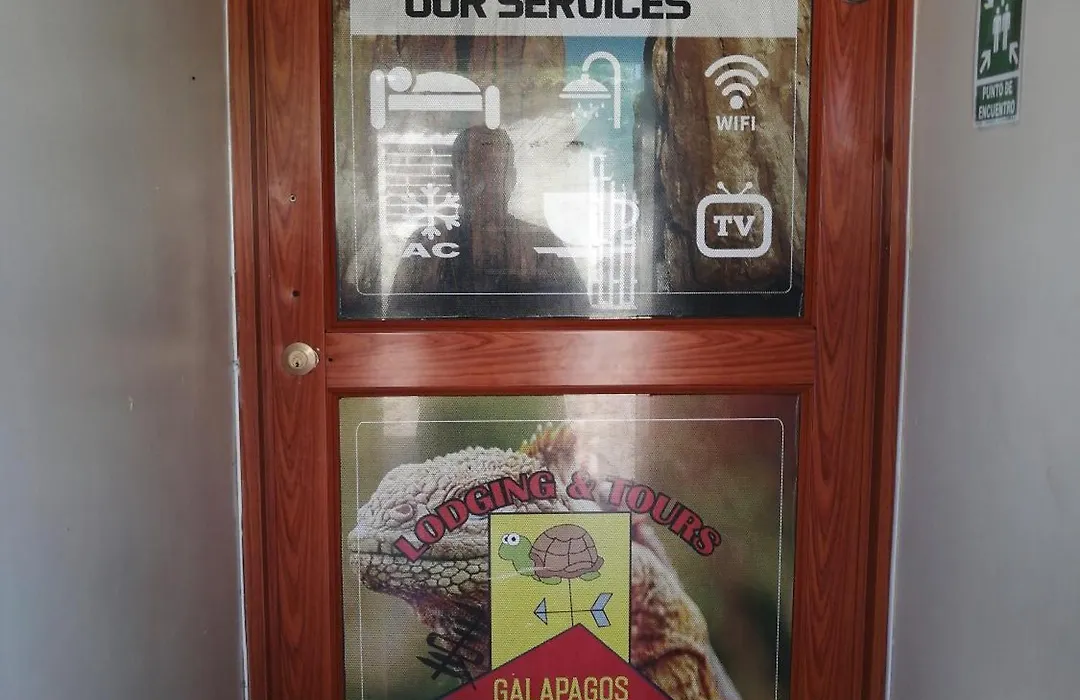 OUR SERVICES
WIFI
AC
TV
PUNTO DE
ENCUENTRO
LODGING & TOURS
GALAPAGOS